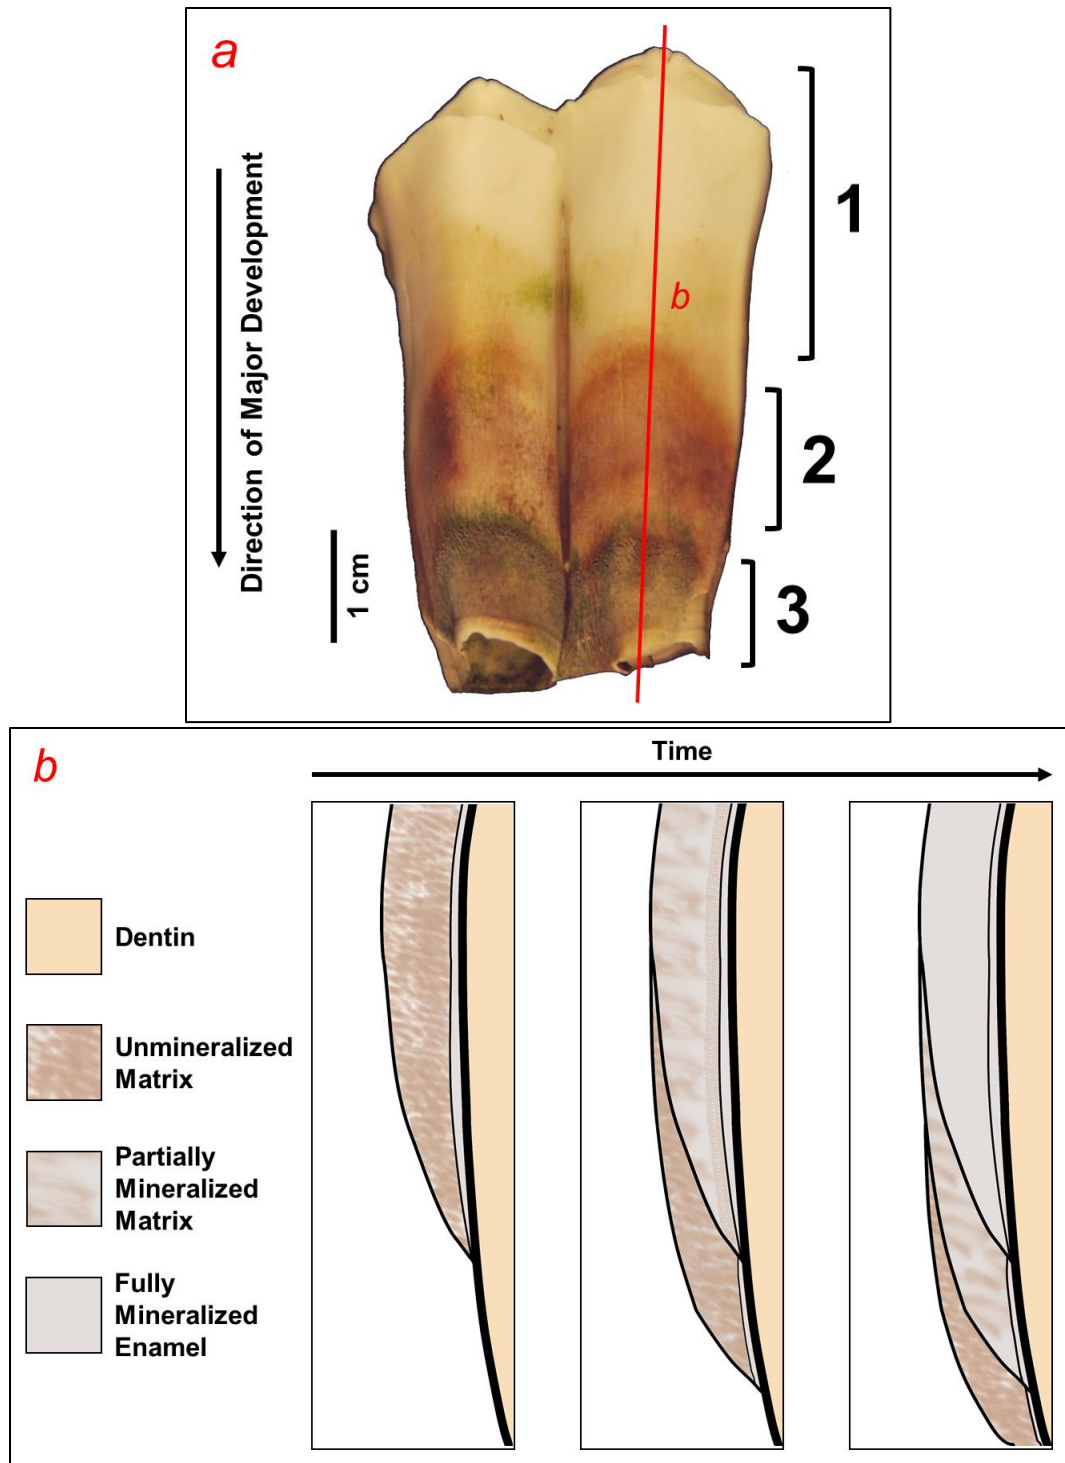 a
Direction of Major Development
1 cm
b
1
2
3
b
Time
Dentin
Unmineralized
Matrix
Partially
Mineralized
Matrix
Fully
Mineralized
Enamel